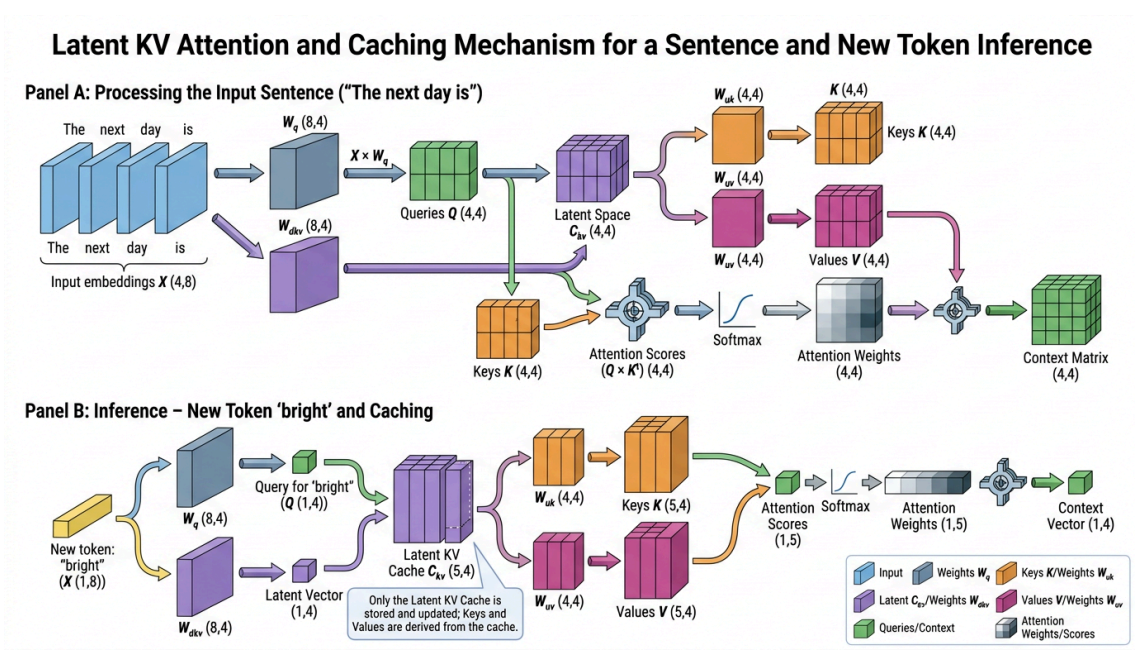 Latent KV Attention and Caching Mechanism for a Sentence and New Token Inference
Panel A: Processing the Input Sentence (“The next day is”)
The next day is
The next day is
Input embeddings X (4,8)
W_q (8,4)
W_dkv (8,4)
X × W_q
Queries Q (4,4)
Latent Space
C_kv (4,4)
W_uk (4,4)
K (4,4)
Keys K (4,4)
W_uv (4,4)
W_uv (4,4)
Values V (4,4)
Keys K (4,4)
Attention Scores
(Q × Kᵗ) (4,4)
Softmax
Attention Weights
(4,4)
Context Matrix
(4,4)
Panel B: Inference – New Token ‘bright’ and Caching
New token:
“bright”
(X (1,8))
W_q (8,4)
W_dkv (8,4)
Query for ‘bright”
(Q (1,4))
Latent Vector
(1,4)
Latent KV
Cache C_kv (5,4)
Only the Latent KV Cache is
stored and updated; Keys and
Values are derived from the cache.
W_uk (4,4)
Keys K (5,4)
W_uv (4,4)
Values V (5,4)
Attention
Scores
(1,5)
Softmax
Attention
Weights (1,5)
Context
Vector (1,4)
Input
Weights W_q
Keys K/Weights W_uk
Latent C_kv/Weights W_dkv
Values V/Weights W_uv
Queries/Context
Attention
Weights/Scores